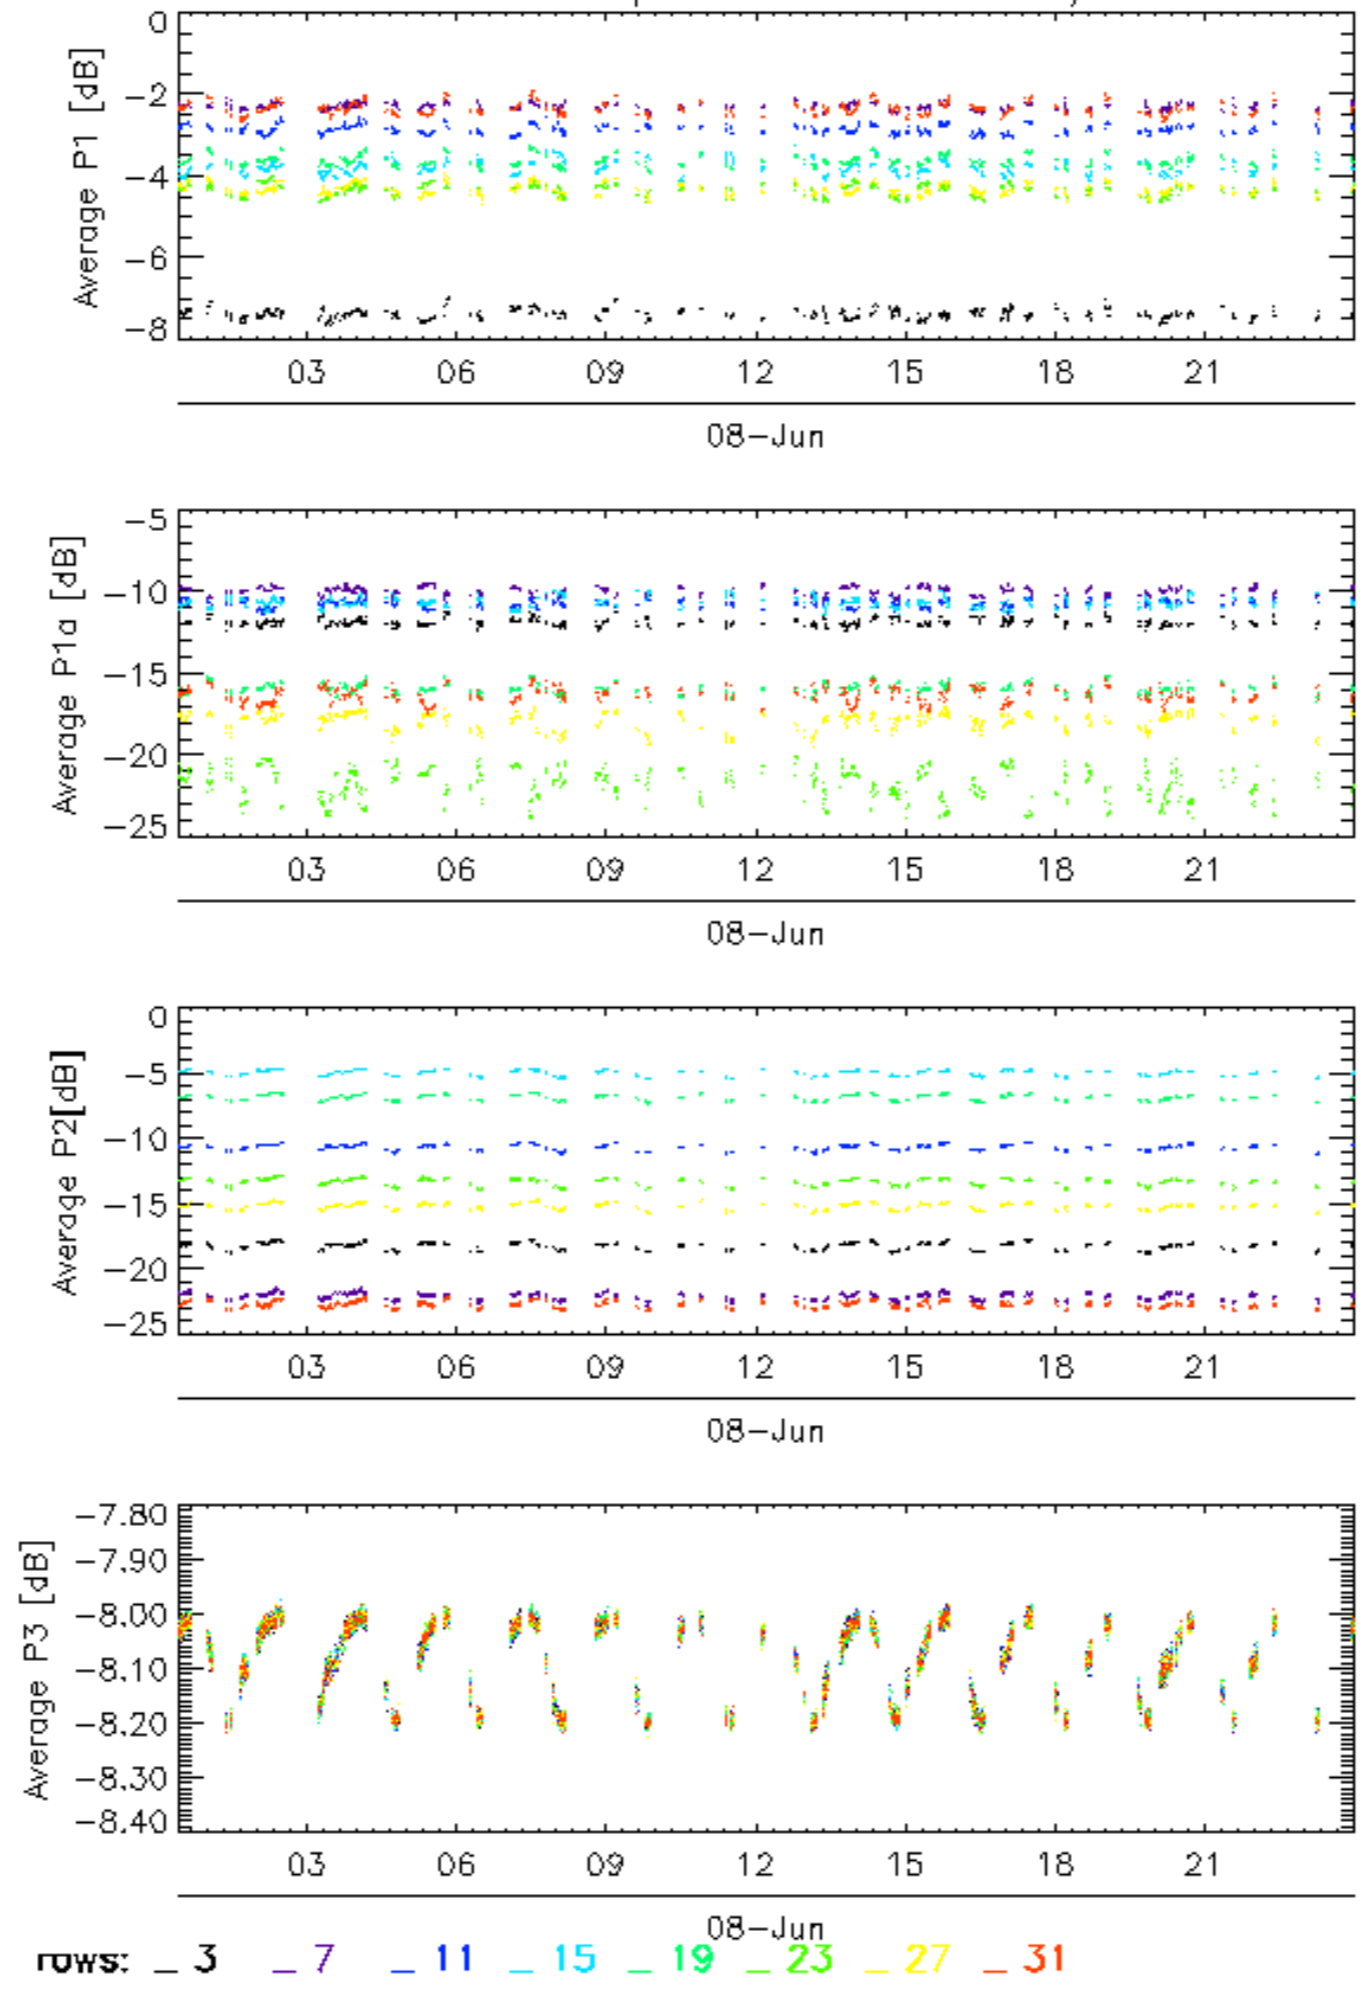 0
−2
−4
−6
−8
Average P1 [dB]
03 06 09 12 15 18 21
08−Jun
−5
−10
−15
−20
−25
Average P1a [dB]
03 06 09 12 15 18 21
08−Jun
0
−5
−10
−15
−20
−25
Average P2[dB]
03 06 09 12 15 18 21
08−Jun
−7.80
−7.90
−8.00
−8.10
−8.20
−8.30
−8.40
Average P3 [dB]
03 06 09 12 15 18 21
08−Jun
rows: _ 3 _ 7 _ 11 _ 15 _ 19 _ 23 _ 27 _ 31